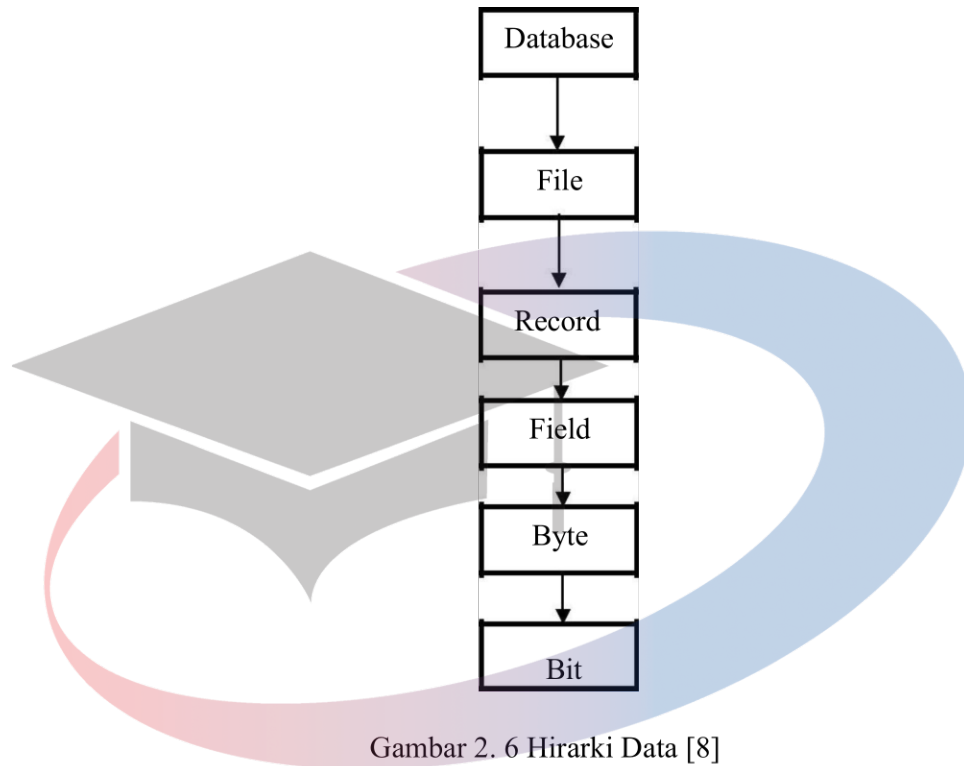 Database
File
Record
Field
Byte
Bit
Gambar 2. 6 Hirarki Data [8]